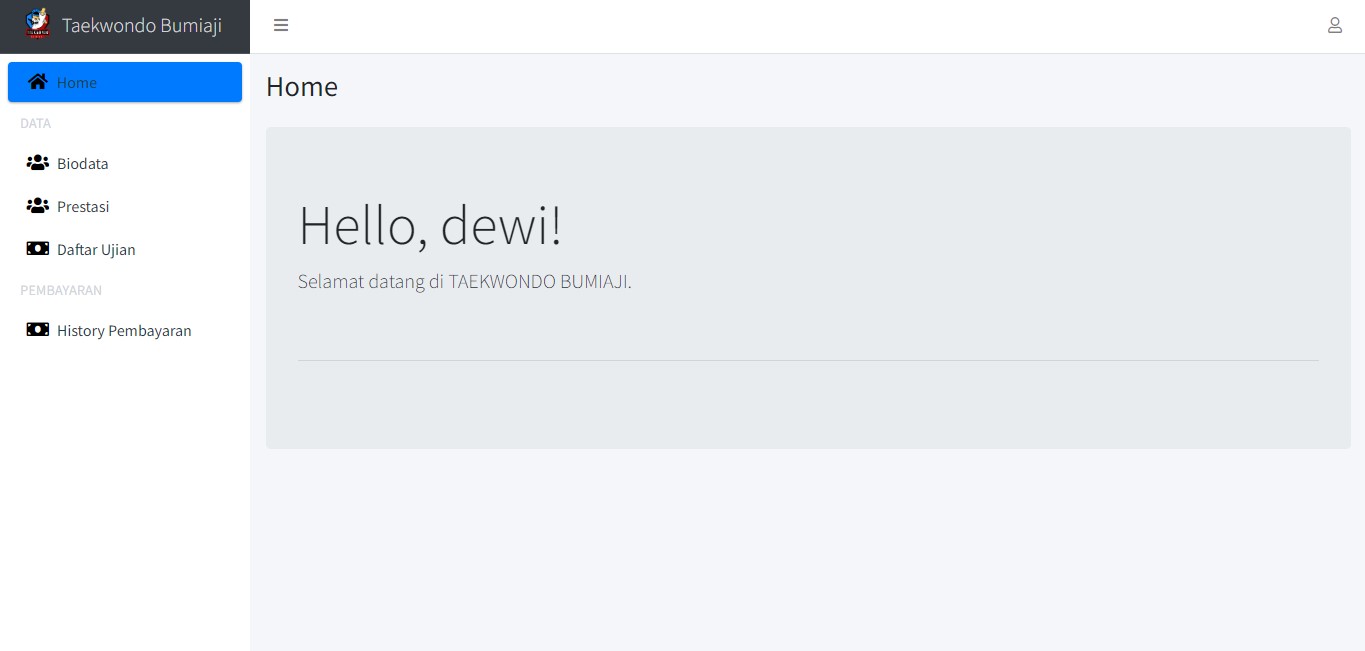 Taekwondo Bumiaji
Home
DATA
Biodata
Prestasi
Daftar Ujian
PEMBAYARAN
History Pembayaran
Home
Hello, dewi!
Selamat datang di TAEKWONDO BUMIAJI.